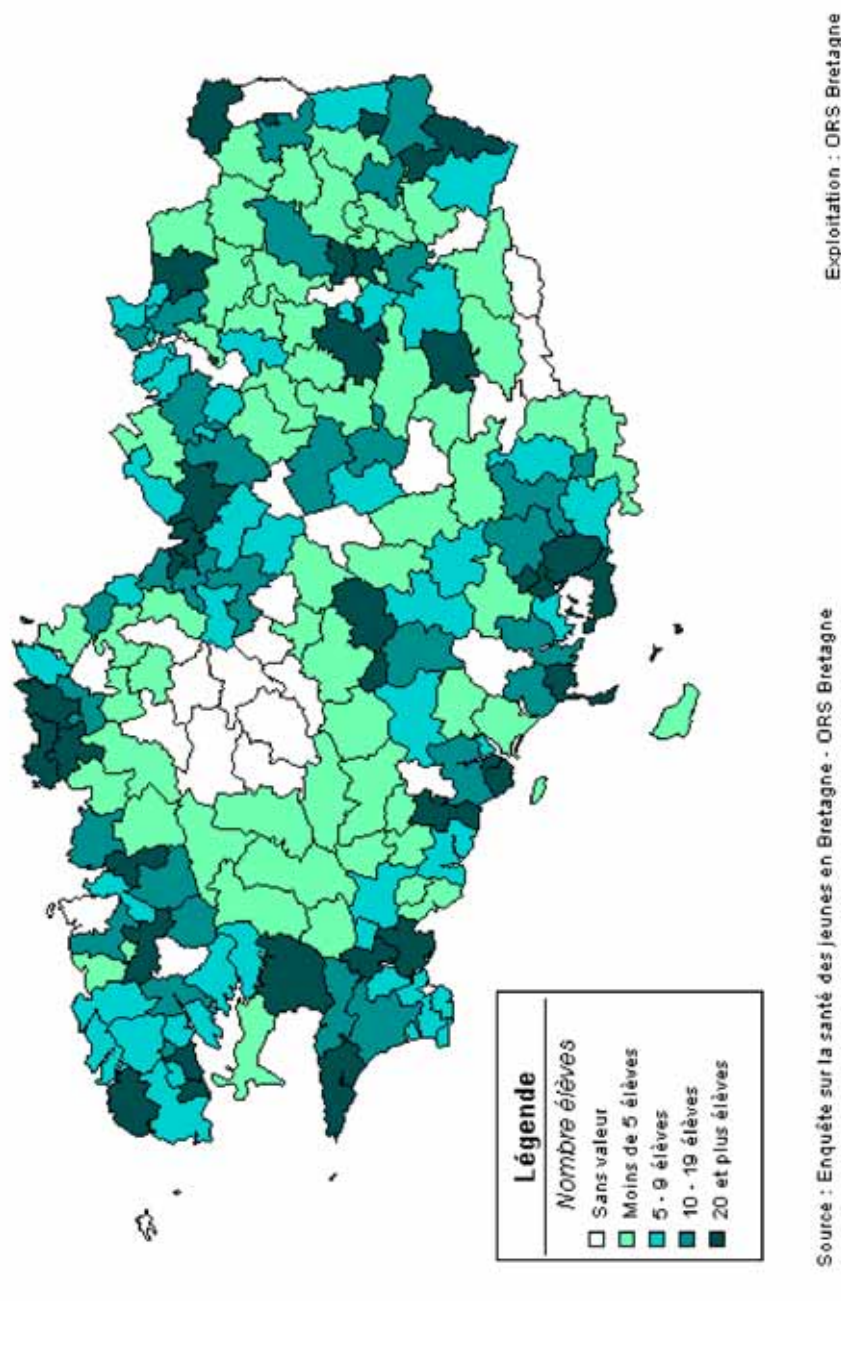 Légende
Nombre élèves
Sans valeur
Moins de 5 élèves
5 - 9 élèves
10 - 19 élèves
20 et plus élèves
Source : Enquête sur la santé des jeunes en Bretagne - ORS Bretagne
Exploitation : ORS Bretagne